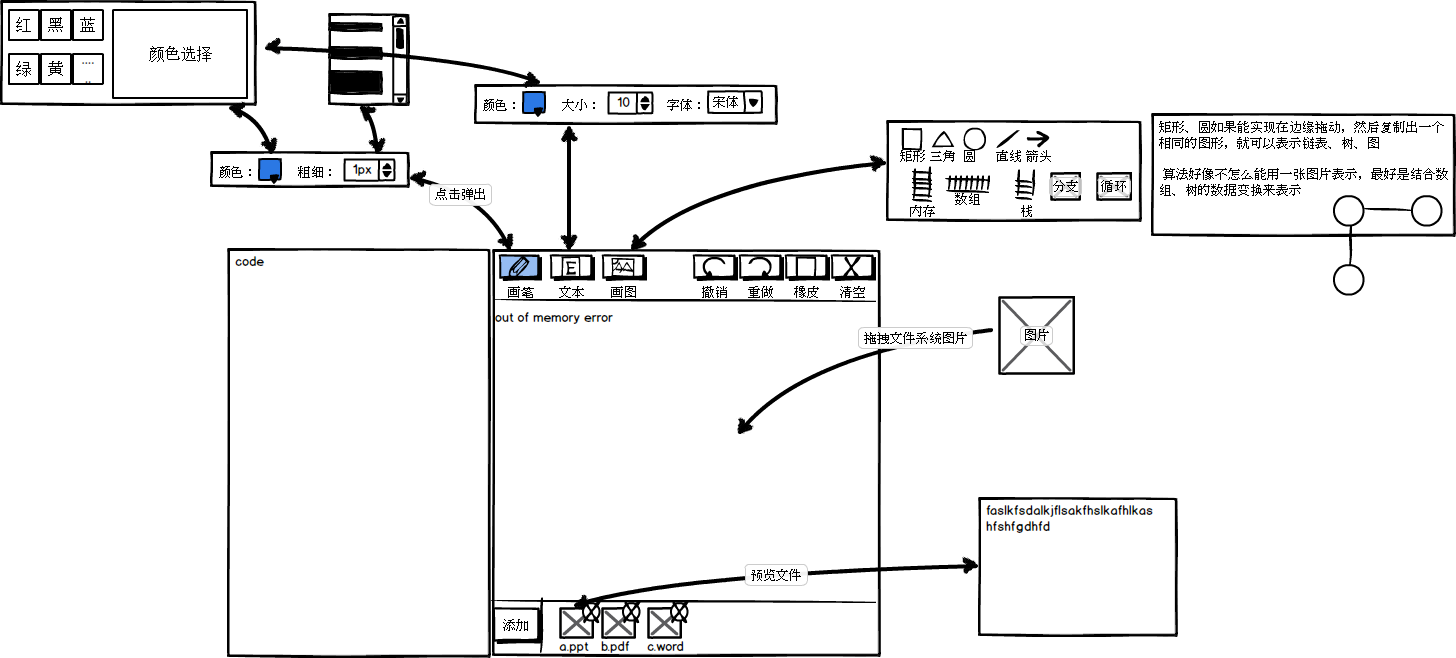 红 黑 蓝
绿 黄 ......
颜色选择
颜色： 大小： 10 字体： 宋体
颜色： 粗细： 1px
点击弹出
矩形 三角 圆 直线 箭头
内存 数组 栈 分支 循环
矩形、圆如果能实现在边缘拖动，然后复制出一个
相同的图形，就可以表示链表、树、图
算法好像不怎么能用一张图片表示，最好是结合数
组、树的数据变换来表示
code
E
画笔 文本 画图 撤销 重做 橡皮 清空
out of memory error
拖拽文件系统图片
图片
faslkfsdalkjflsakfhslkafhlkas
hfshfgdhfd
预览文件
添加
a.ppt b.pdf c.word